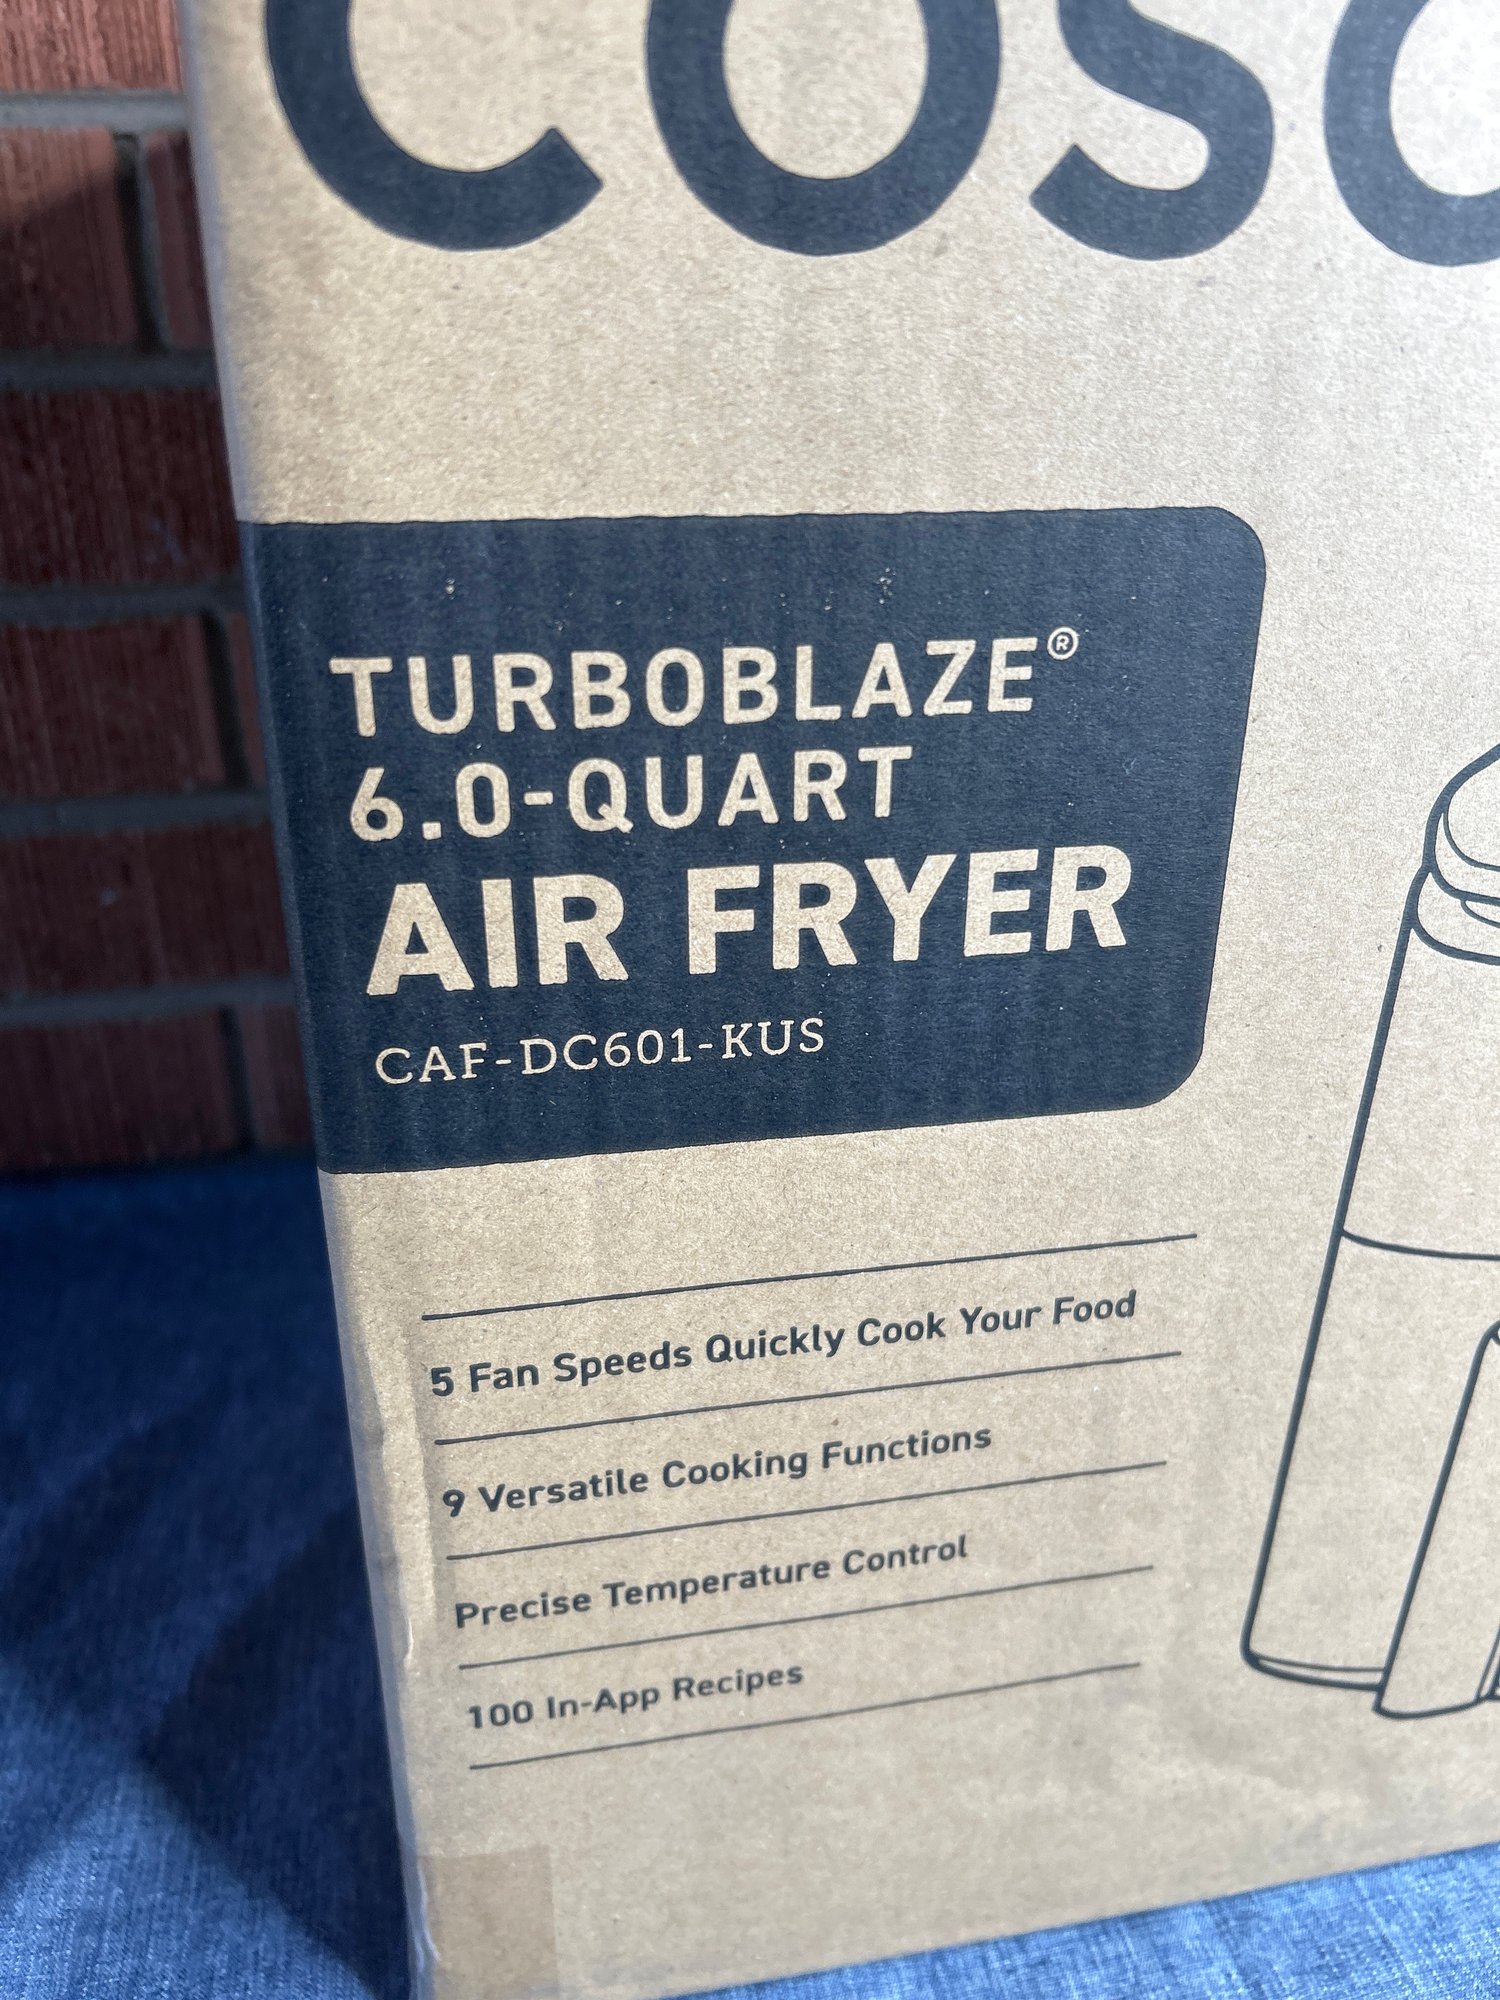 COSO
TURBOBLAZE®
6.0-QUART
AIR FRYER
CAF-DC601-KUS
5 Fan Speeds Quickly Cook Your Food
9 Versatile Cooking Functions
Precise Temperature Control
100 In-App Recipes